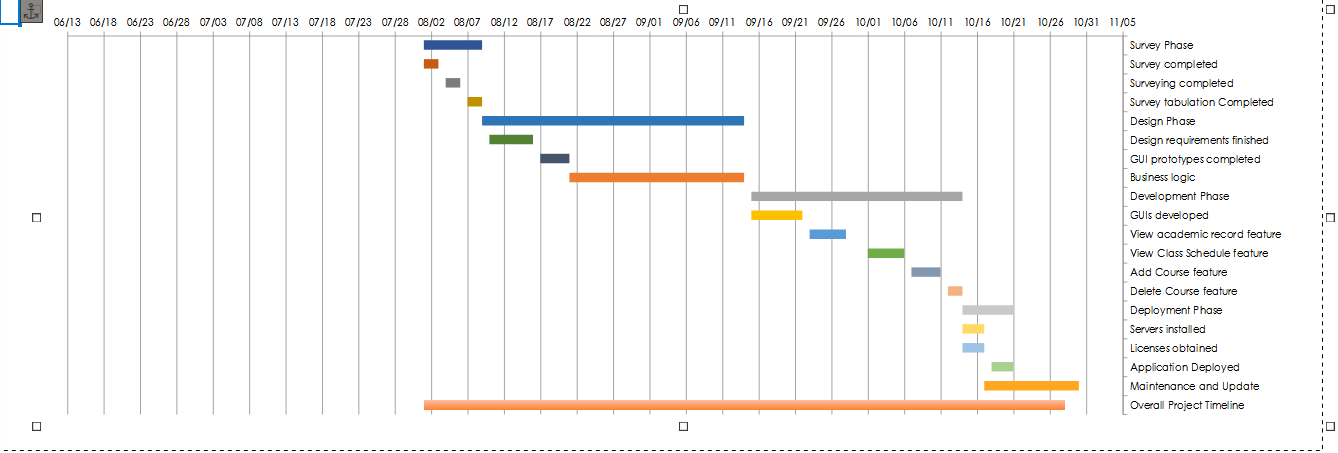 06/13 06/18 06/23 06/28 07/03 07/08 07/13 07/18 07/23 07/28 08/02 08/07 08/12 08/17 08/22 08/27 09/01 09/06 09/11 09/16 09/21 09/26 10/01 10/06 10/11 10/16 10/21 10/26 10/31 11/05
Survey Phase
Survey completed
Surveying completed
Survey tabulation Completed
Design Phase
Design requirements finished
GUI prototypes completed
Business logic
Development Phase
GUIs developed
View academic record feature
View Class Schedule feature
Add Course feature
Delete Course feature
Deployment Phase
Servers installed
Licenses obtained
Application Deployed
Maintenance and Update
Overall Project Timeline